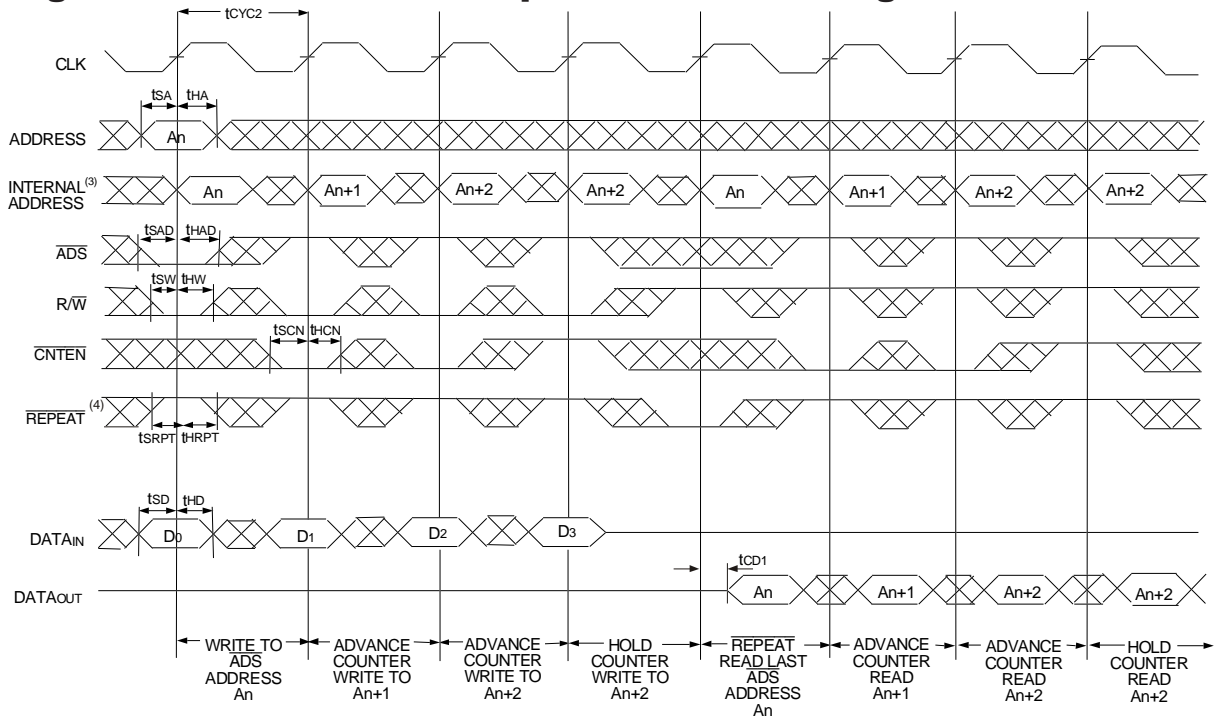 tCYC2
CLK
tSA tHA
ADDRESS An
INTERNAL(3) ADDRESS An An+1 An+2 An+2 An An+1 An+2 An+2
tSAD tHAD
ADS
tSW tHW
R/W
tSCN tHCN
CNTEN
REPEAT (4)
tSRPT tHRPT
tSD tHD
DATAIN D0 D1 D2 D3
tCD1
DATAOUT An An+1 An+2 An+2
WRITE TO
ADS
ADDRESS
An
ADVANCE
COUNTER
WRITE TO
An+1
ADVANCE
COUNTER
WRITE TO
An+2
HOLD
COUNTER
WRITE TO
An+2
REPEAT
READ LAST
ADS
ADDRESS
An
ADVANCE
COUNTER
READ
An+1
ADVANCE
COUNTER
READ
An+2
HOLD
COUNTER
READ
An+2